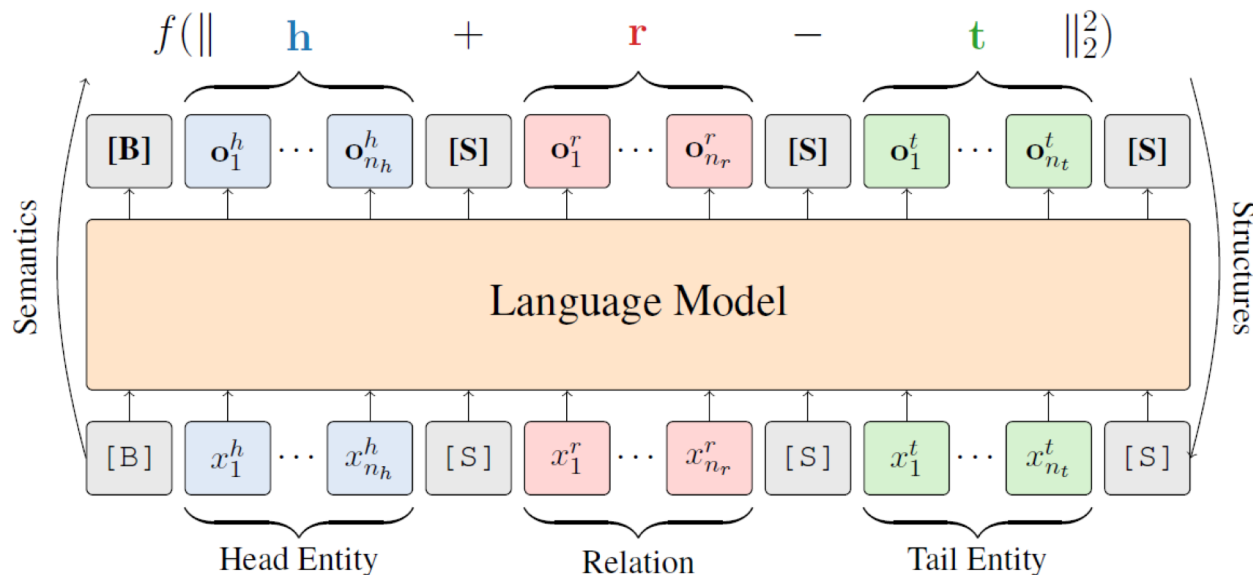 f(‖ h + r − t ‖₂²)
[B] o₁ʰ ⋯ oₙₕʰ [S] o₁ʳ ⋯ oₙᵣʳ [S] o₁ᵗ ⋯ oₙₜᵗ [S]
Semantics
Language Model
Structures
[B] x₁ʰ ⋯ xₙₕʰ [S] x₁ʳ ⋯ xₙᵣʳ [S] x₁ᵗ ⋯ xₙₜᵗ [S]
Head Entity Relation Tail Entity